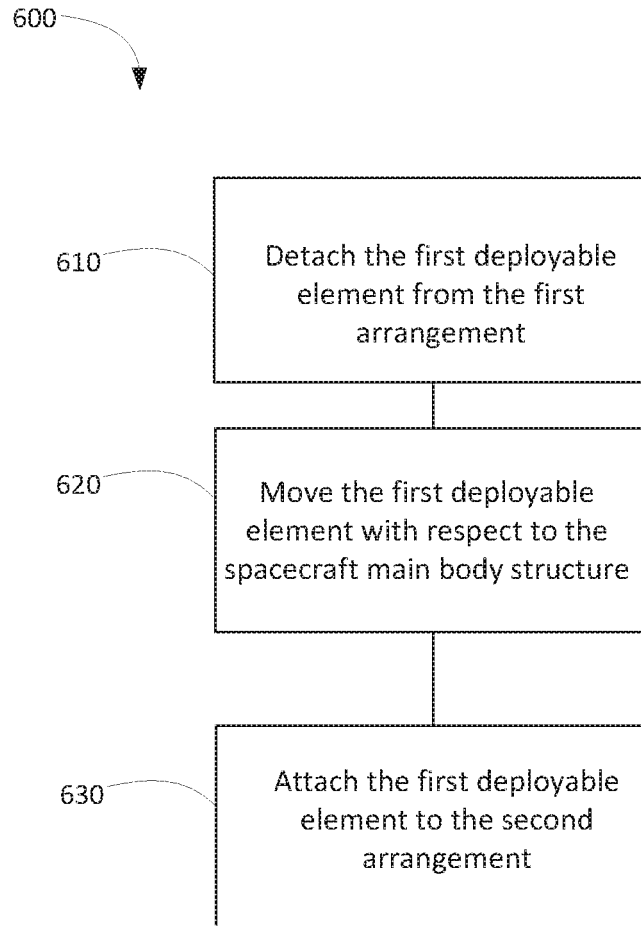 600
610
Detach the first deployable
element from the first
arrangement
620
Move the first deployable
element with respect to the
spacecraft main body structure
630
Attach the first deployable
element to the second
arrangement